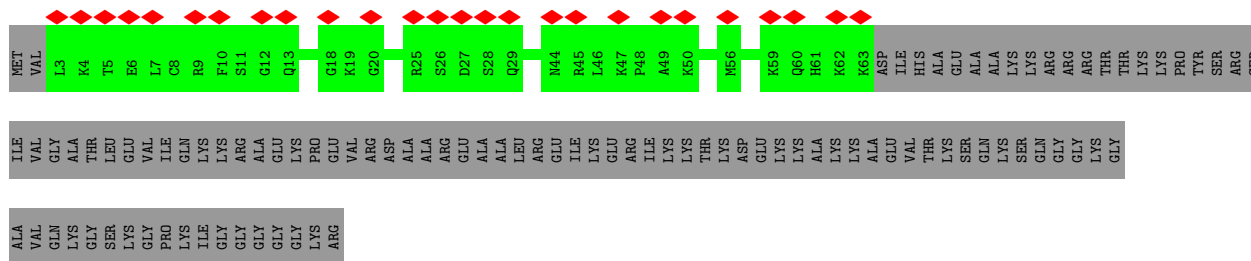 MET VAL L3 K4 T5 E6 L7 C8 R9 F10 S11 G12 Q13 G18 K19 G20 R25 S26 D27 S28 Q29 N44 R45 L46 K47 P48 A49 K50 M56 K59 Q60 H61 K62 K63 ASP ILE HIS ALA GLU ALA ALA LYS LYS ARG ARG ARG THR THR LYS LYS PRO TYR SER ARG
ILE VAL GLY ALA THR LEU GLU VAL ILE GLN LYS LYS ARG ALA GLU LYS PRO GLU VAL ARG ASP ALA ALA ARG GLU ALA ALA LEU ARG GLU ILE LYS GLU ARG ILE LYS LYS THR LYS ASP GLU LYS LYS ALA LYS LYS ALA GLU VAL THR LYS SER GLN LYS SER GLN GLY GLY LYS GLY
ALA VAL GLN LYS GLY SER LYS GLY PRO LYS ILE GLY GLY GLY GLY GLY LYS ARG